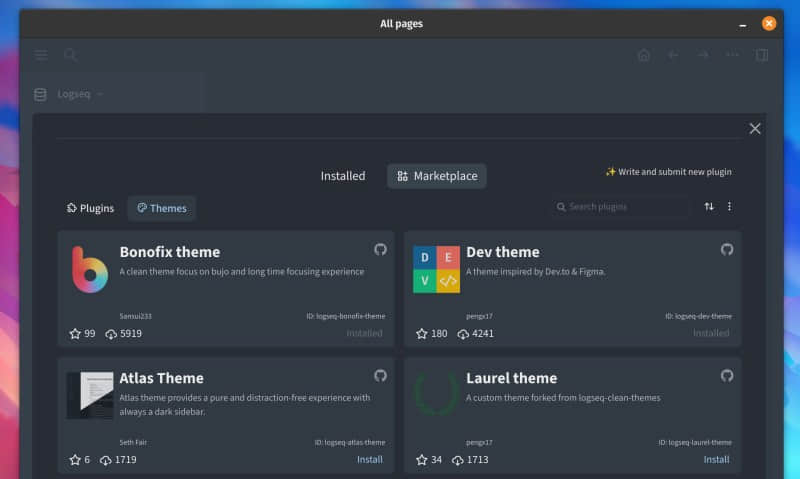 All pages
Logseq
Installed
Marketplace
✨ Write and submit new plugin
Plugins
Themes
Search plugins
Bonofix theme
A clean theme focus on bujo and long time focusing experience
Sansui233
ID: logseq-bonofix-theme
99
5919
Installed
D E
V </>
Dev theme
A theme inspired by Dev.to & Figma.
pengx17
ID: logseq-dev-theme
180
4241
Installed
Atlas Theme
Atlas theme provides a pure and distraction-free experience with
always a dark sidebar.
Seth Fair
ID: logseq-atlas-theme
6
1719
Install
Laurel theme
A custom theme forked from logseq-clean-themes
pengx17
ID: logseq-laurel-theme
34
1713
Install